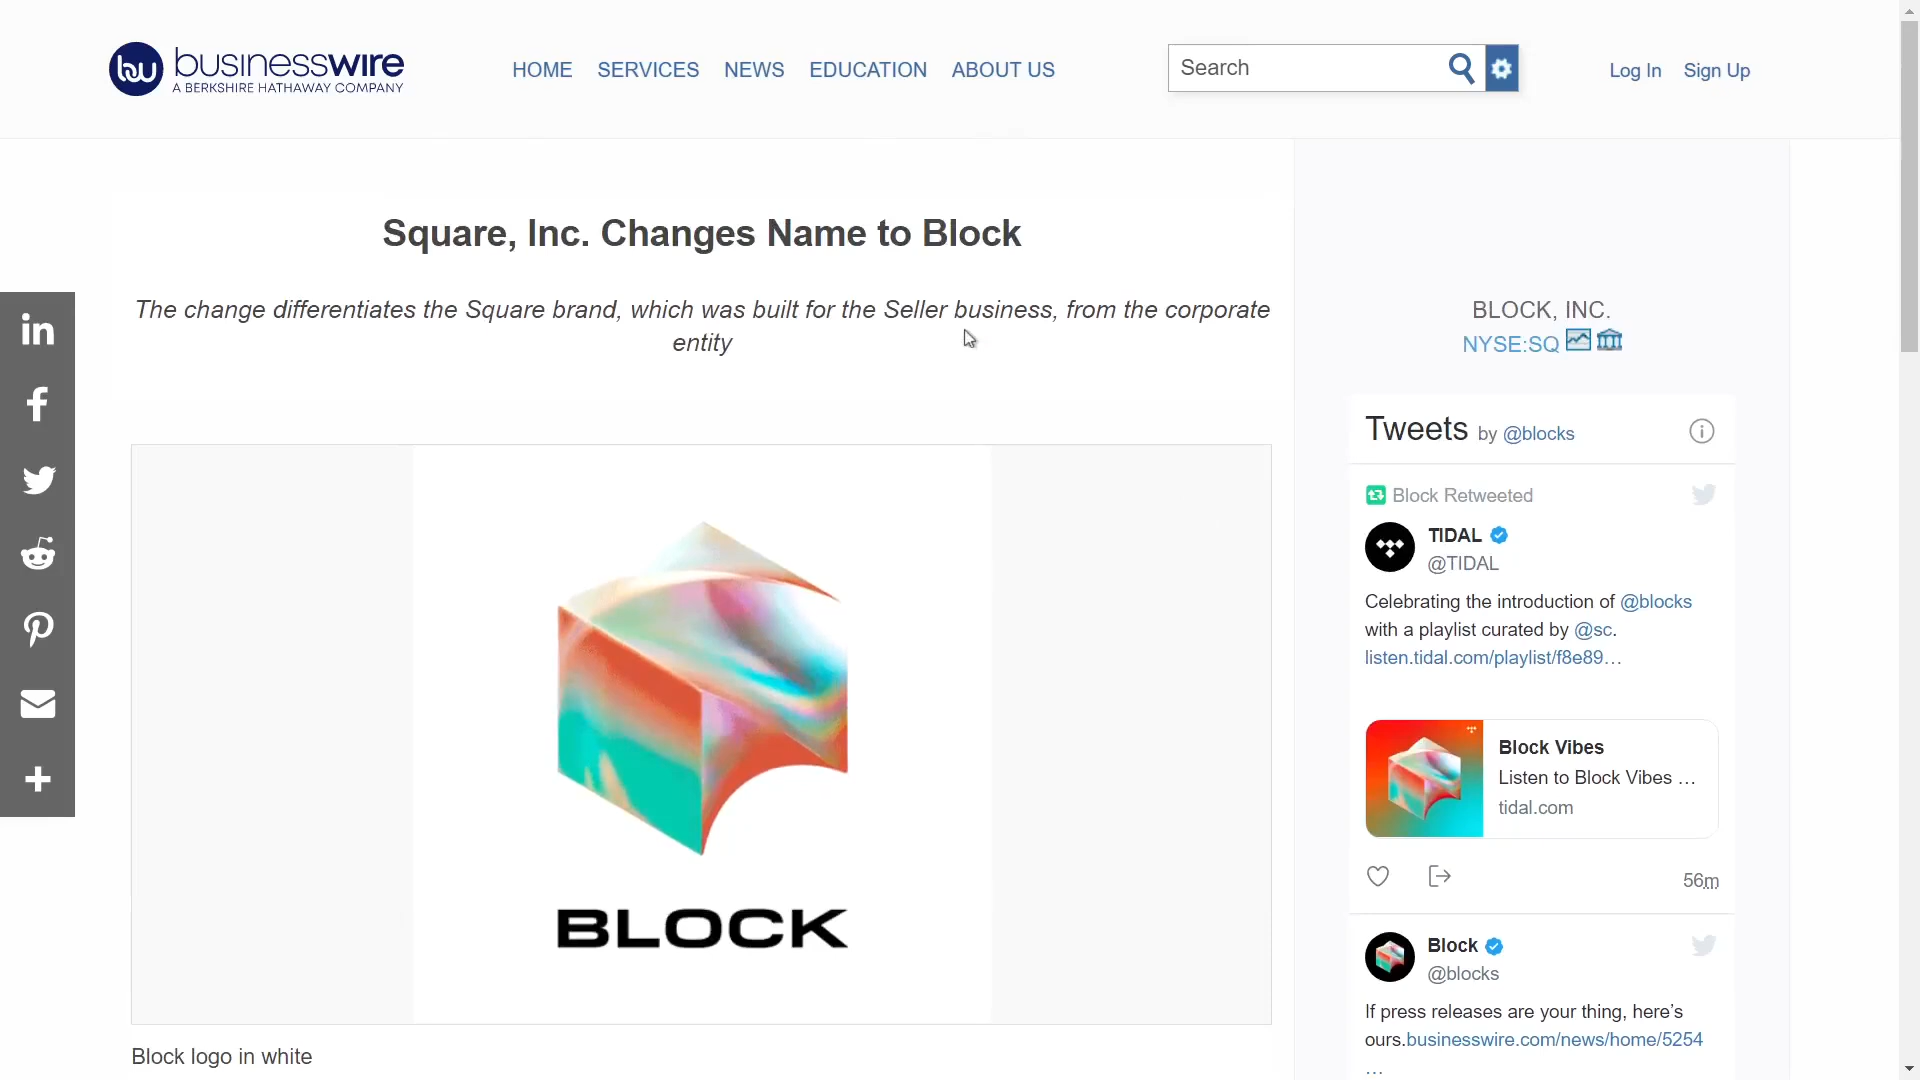 businesswire
A BERKSHIRE HATHAWAY COMPANY
HOME SERVICES NEWS EDUCATION ABOUT US
Search
Log In Sign Up
Square, Inc. Changes Name to Block
The change differentiates the Square brand, which was built for the Seller business, from the corporate
entity
BLOCK
Block logo in white
BLOCK, INC.
NYSE:SQ
Tweets by @blocks
Block Retweeted
TIDAL
@TIDAL
Celebrating the introduction of @blocks
with a playlist curated by @sc.
listen.tidal.com/playlist/f8e89…
Block Vibes
Listen to Block Vibes …
tidal.com
56m
Block
@blocks
If press releases are your thing, here’s
ours.businesswire.com/news/home/5254
…